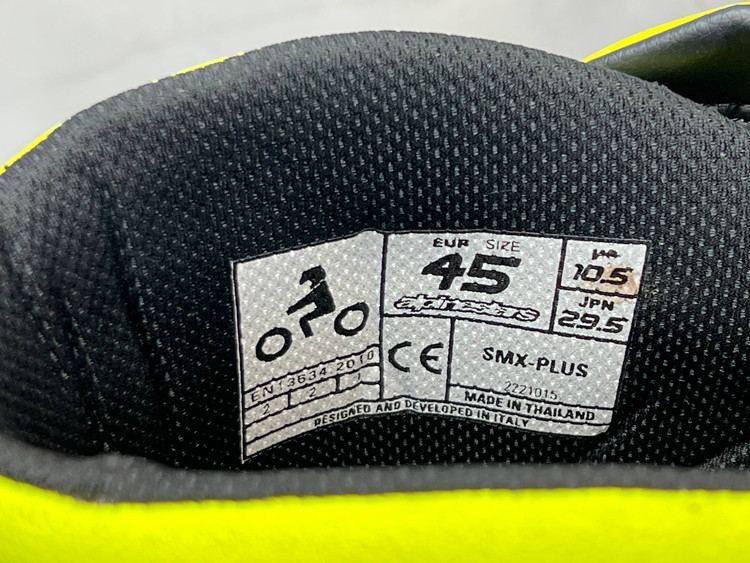 EUR SIZE
45
alpinestars
10.5
JPN
29.5
EN13634:2010
2 2 1
CE
SMX-PLUS
2221015
MADE IN THAILAND
DESIGNED AND DEVELOPED IN ITALY